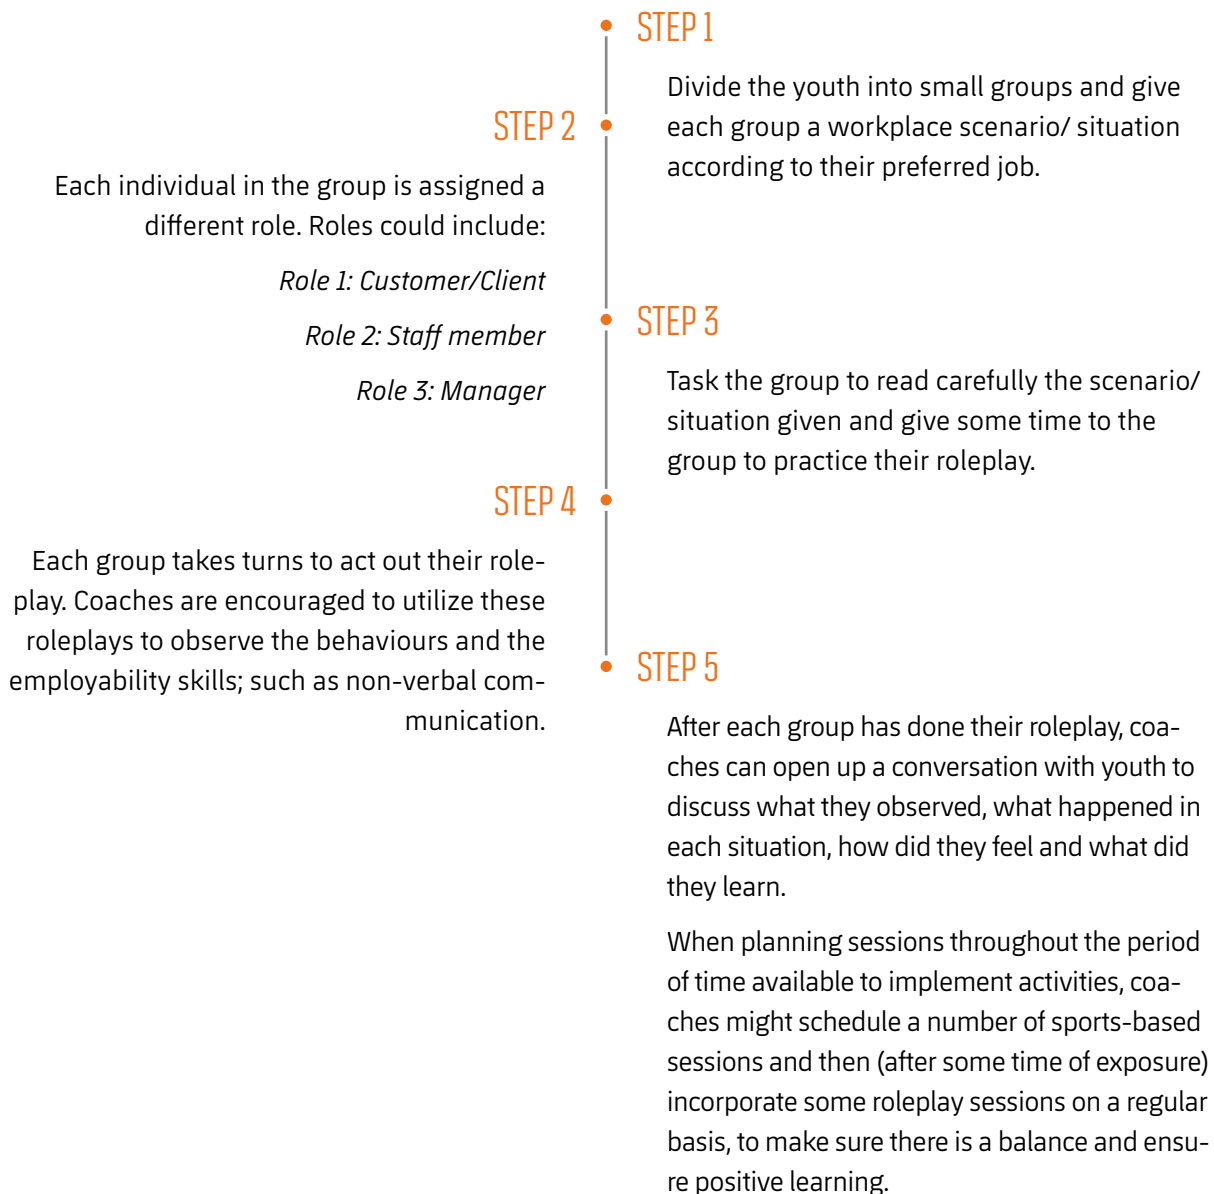 STEP 1
Divide the youth into small groups and give
each group a workplace scenario/ situation
according to their preferred job.
STEP 2
Each individual in the group is assigned a
different role. Roles could include:
Role 1: Customer/Client
Role 2: Staff member
Role 3: Manager
STEP 3
Task the group to read carefully the scenario/
situation given and give some time to the
group to practice their roleplay.
STEP 4
Each group takes turns to act out their role-
play. Coaches are encouraged to utilize these
roleplays to observe the behaviours and the
employability skills; such as non-verbal com-
munication.
STEP 5
After each group has done their roleplay, coa-
ches can open up a conversation with youth to
discuss what they observed, what happened in
each situation, how did they feel and what did
they learn.
When planning sessions throughout the period
of time available to implement activities, coa-
ches might schedule a number of sports-based
sessions and then (after some time of exposure)
incorporate some roleplay sessions on a regular
basis, to make sure there is a balance and ensu-
re positive learning.